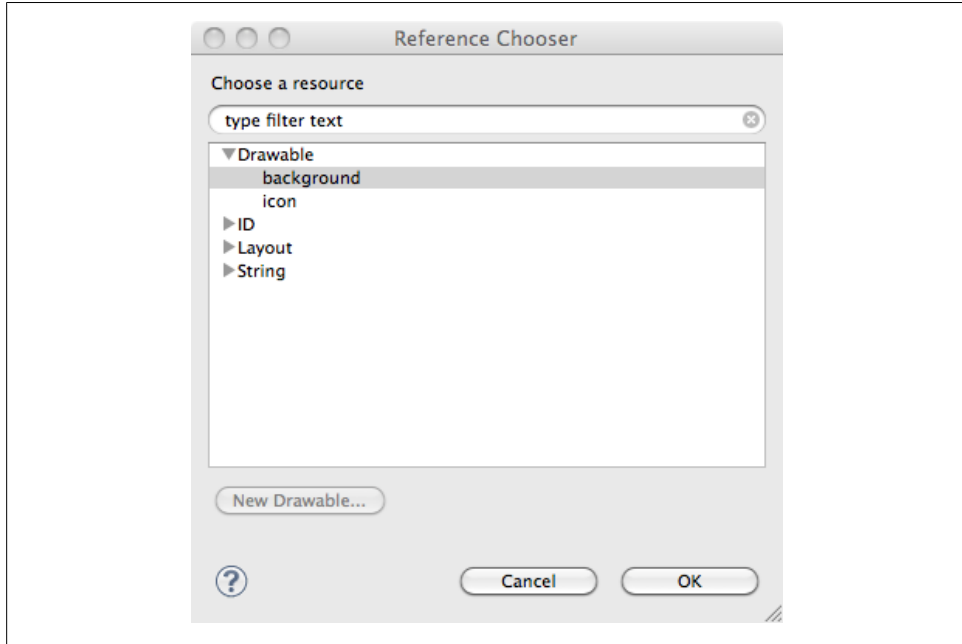 Reference Chooser
Choose a resource
type filter text
Drawable
background
icon
ID
Layout
String
New Drawable...
?
Cancel OK